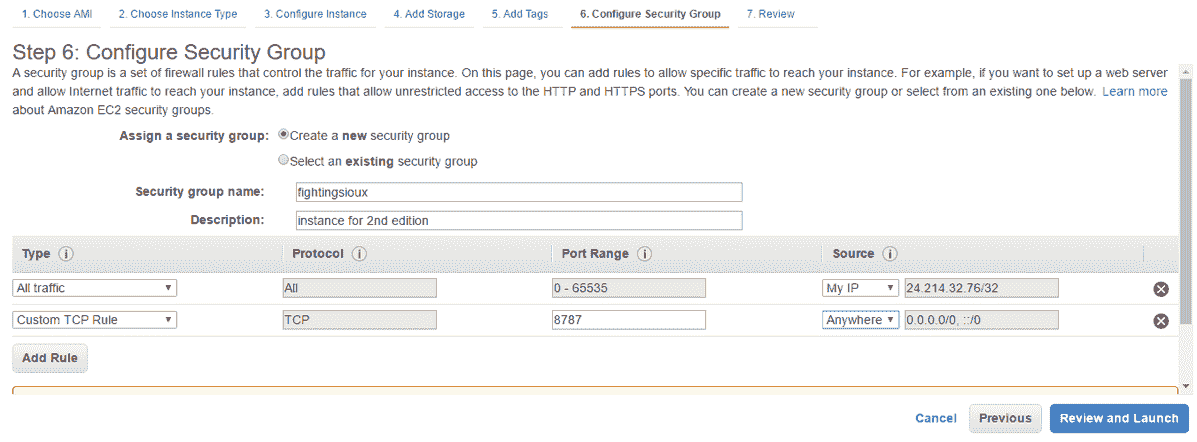 1. Choose AMI 2. Choose Instance Type 3. Configure Instance 4. Add Storage 5. Add Tags 6. Configure Security Group 7. Review
Step 6: Configure Security Group
A security group is a set of firewall rules that control the traffic for your instance. On this page, you can add rules to allow specific traffic to reach your instance. For example, if you want to set up a web server
and allow Internet traffic to reach your instance, add rules that allow unrestricted access to the HTTP and HTTPS ports. You can create a new security group or select from an existing one below. Learn more
about Amazon EC2 security groups.
Assign a security group: Create a new security group
Select an existing security group
Security group name: fightingsioux
Description: instance for 2nd edition
Type i Protocol i Port Range i Source i
All traffic All 0 - 65535 My IP 24.214.32.76/32
Custom TCP Rule TCP 8787 Anywhere 0.0.0.0/0, ::/0
Add Rule
Cancel Previous Review and Launch